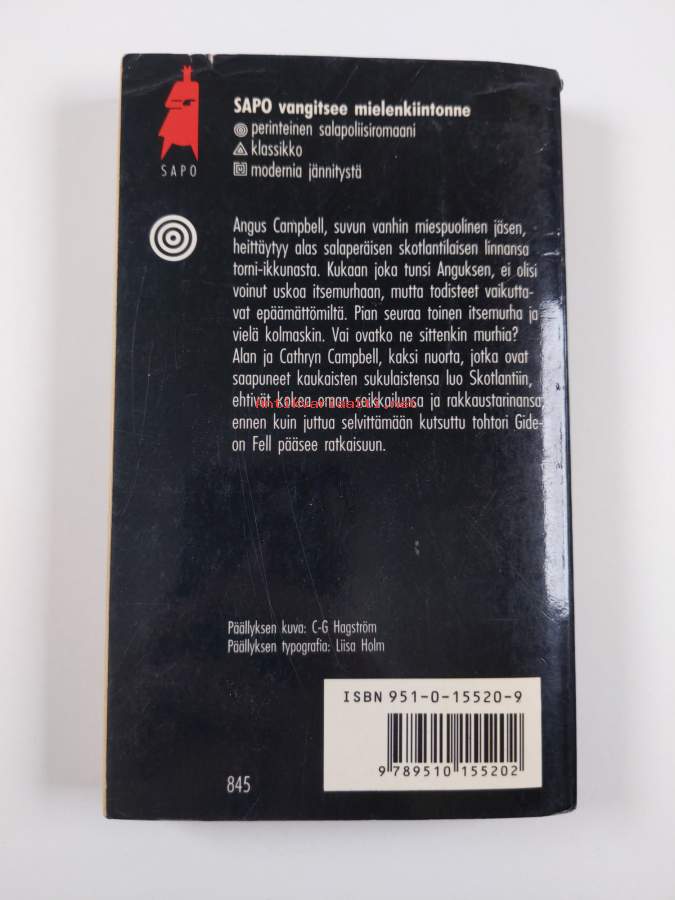 SAPO vangitsee mielenkiintonne
perinteinen salapoliisiromaani
klassikko
modernia jännitystä
SAPO
Angus Campbell, suvun vanhin miespuolinen jäsen,
heittäytyy alas salaperäisen skotlantilaisen linnansa
torni-ikkunasta. Kukaan joka tunsi Anguksen, ei olisi
voinut uskoa itsemurhaan, mutta todisteet vaikutta-
vat epäämättömiltä. Pian seuraa toinen itsemurha ja
vielä kolmaskin. Vai ovatko ne sittenkin murhia?
Alan ja Cathryn Campbell, kaksi nuorta, jotka ovat
saapuneet kaukaisten sukulaistensa luo Skotlantiin,
ehtivät kokea oman seikkailunsa ja rakkaustarinansa,
ennen kuin juttua selvittämään kutsuttu tohtori Gide-
on Fell pääsee ratkaisuun.
Päällyksen kuva: C-G Hagström
Päällyksen typografia: Liisa Holm
ISBN 951-0-15520-9
9 789510 155202
845